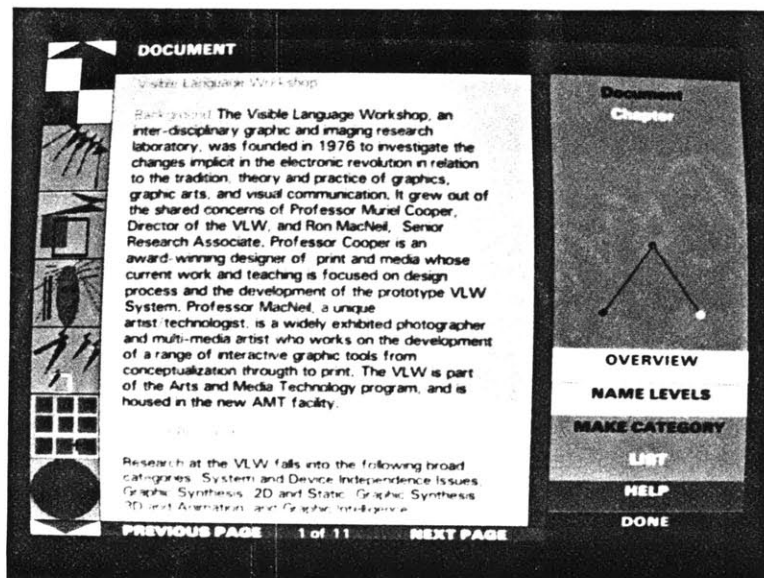 DOCUMENT
Visible Language Workshop
Background The Visible Language Workshop, an
inter-disciplinary graphic and imaging research
laboratory, was founded in 1976 to investigate the
changes implicit in the electronic revolution in relation
to the tradition, theory and practice of graphics,
graphic arts, and visual communication. It grew out of
the shared concerns of Professor Muriel Cooper,
Director of the VLW, and Ron MacNeil, Senior
Research Associate. Professor Cooper is an
award-winning designer of print and media whose
current work and teaching is focused on design
process and the development of the prototype VLW
System. Professor MacNeil, a unique
artist/technologist, is a widely exhibited photographer
and multi-media artist who works on the development
of a range of interactive graphic tools from
conceptualization througth to print. The VLW is part
of the Arts and Media Technology program, and is
housed in the new AMT facility.
Research at the VLW falls into the following broad
categories: System and Device Independence Issues,
Graphic Synthesis 2D and Static Graphic Synthesis
3D and Animation, and Graphic Intelligence
PREVIOUS PAGE 1 of 11 NEXT PAGE
Document
Chapter
OVERVIEW
NAME LEVELS
MAKE CATEGORY
LIST
HELP
DONE